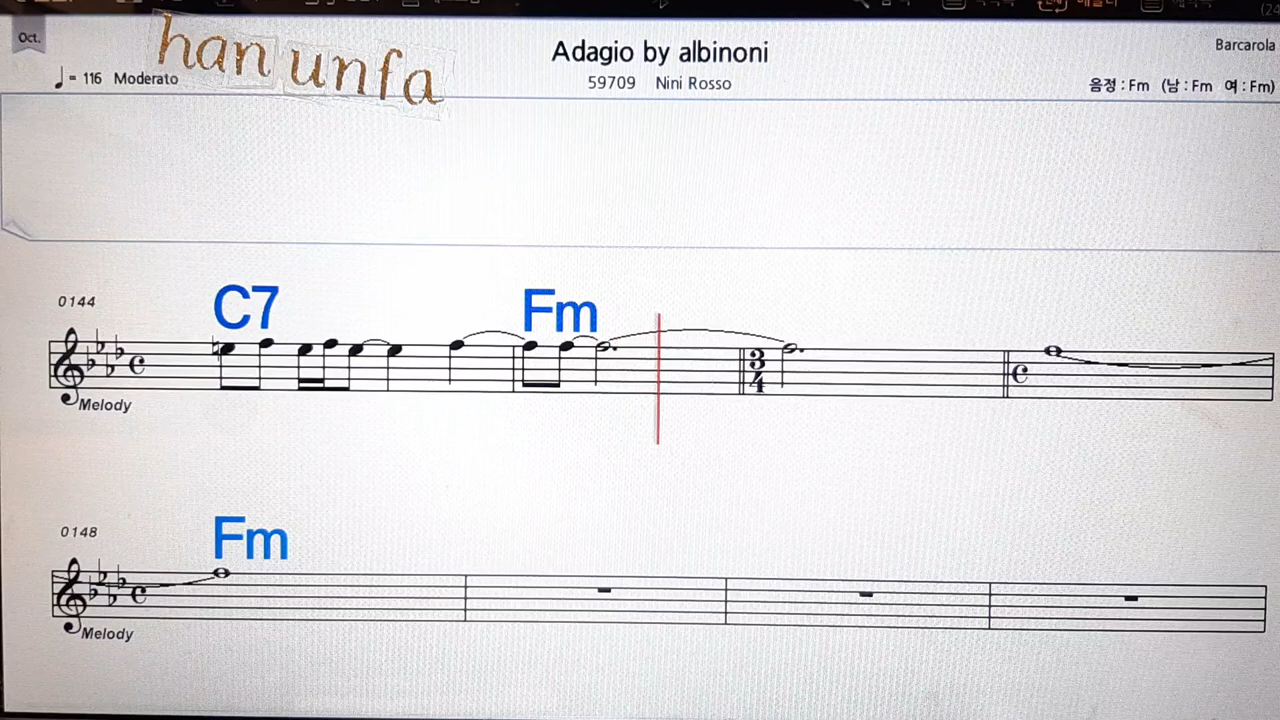 Oct.
han unfa
Adagio by albinoni
Barcarola
♩= 116 Moderato
59709 Nini Rosso
음정 : Fm (남 : Fm 여 : Fm)
0144
C7 Fm
3
4
Melody
0148
Fm
Melody